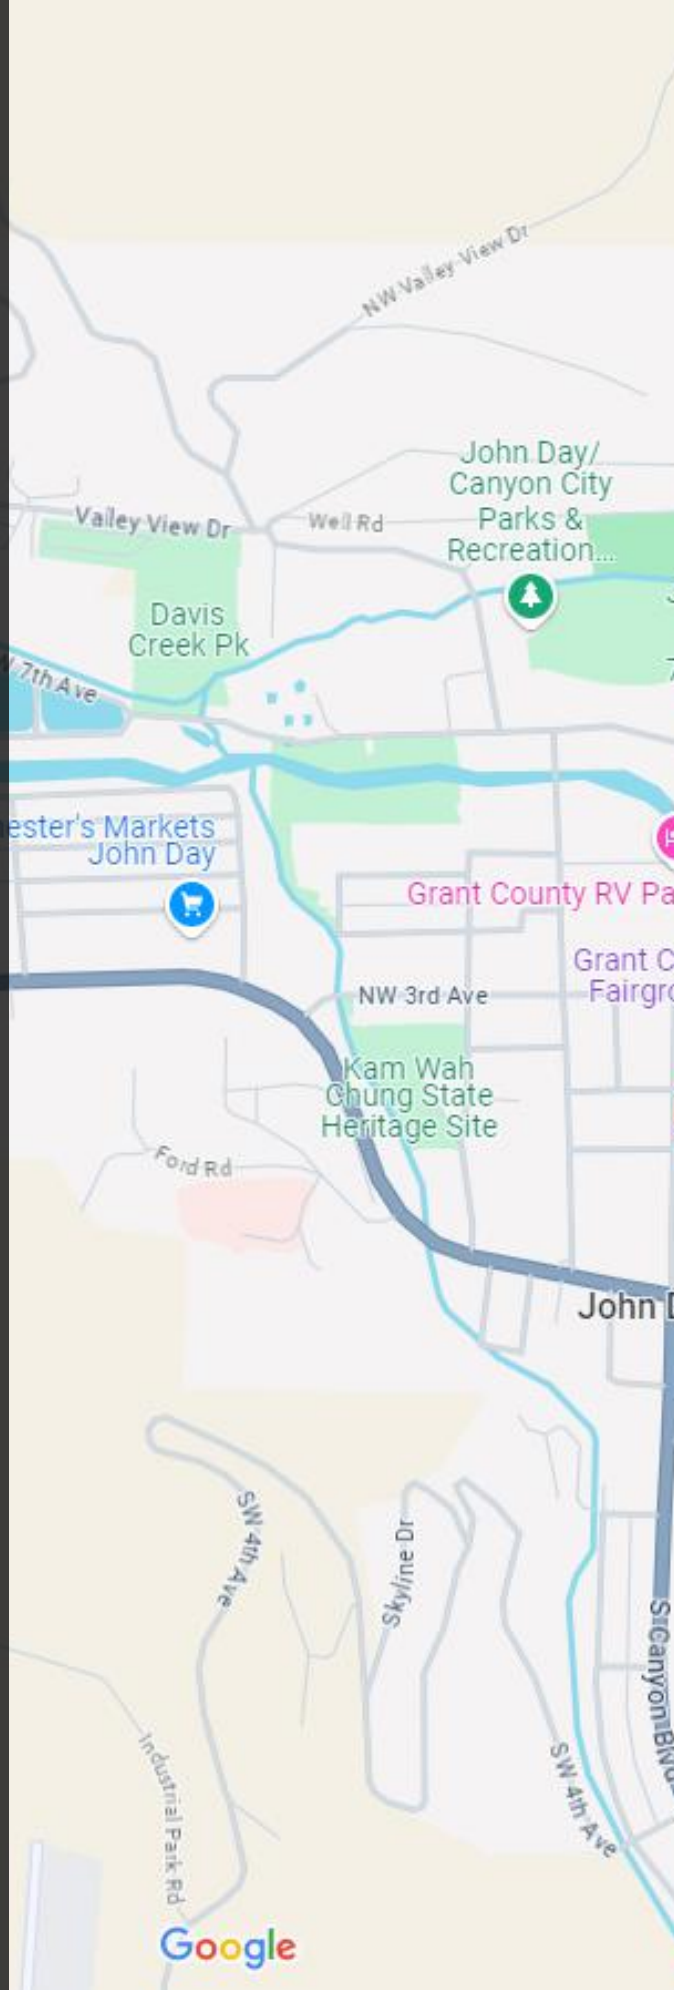 NW Valley View Dr
John Day/
Canyon City
Parks &
Recreation....
Valley View Dr
Well Rd
Davis
Creek Pk
7th Ave
ester's Markets
John Day
Grant County RV Pa
Grant C
Fairgr
NW 3rd Ave
Kam Wah
Chung State
Heritage Site
Ford Rd
John D
SW 4th Ave
Skyline Dr
S Canyon Blvd
Industrial Park Rd
SW 4th Ave
Google